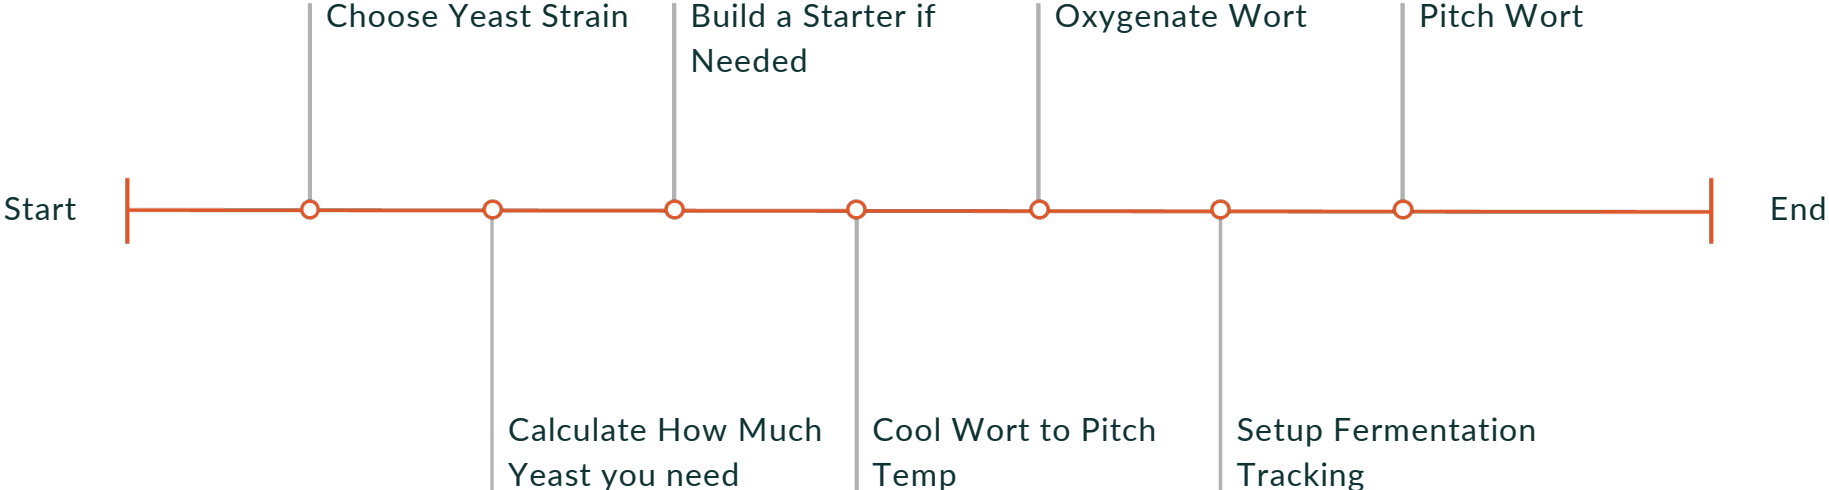 Choose Yeast Strain
Build a Starter if
Needed
Oxygenate Wort
Pitch Wort
Start
End
Calculate How Much
Yeast you need
Cool Wort to Pitch
Temp
Setup Fermentation
Tracking